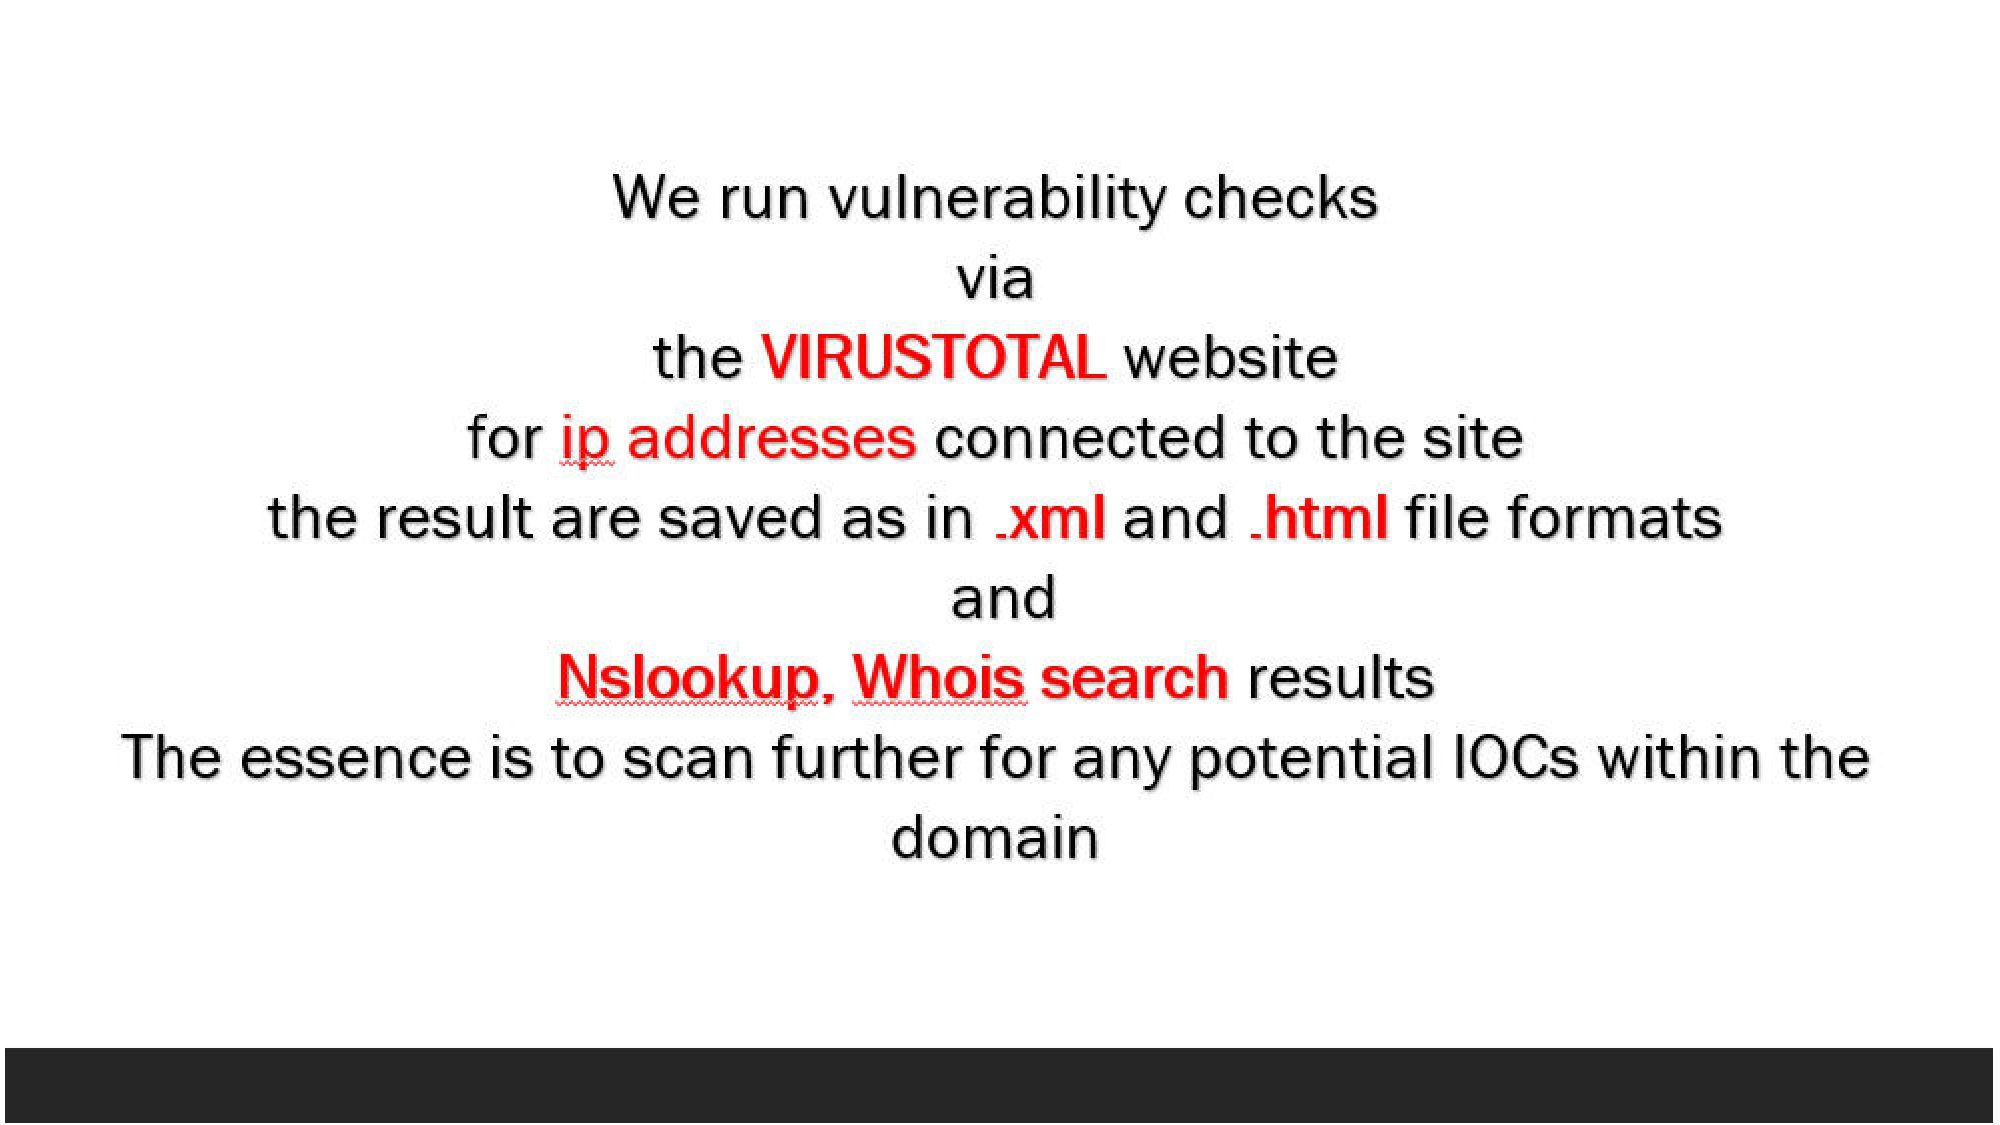 We run vulnerability checks
via
the VIRUSTOTAL website
for ip addresses connected to the site
the result are saved as in .xml and .html file formats
and
Nslookup, Whois search results
The essence is to scan further for any potential IOCs within the
domain